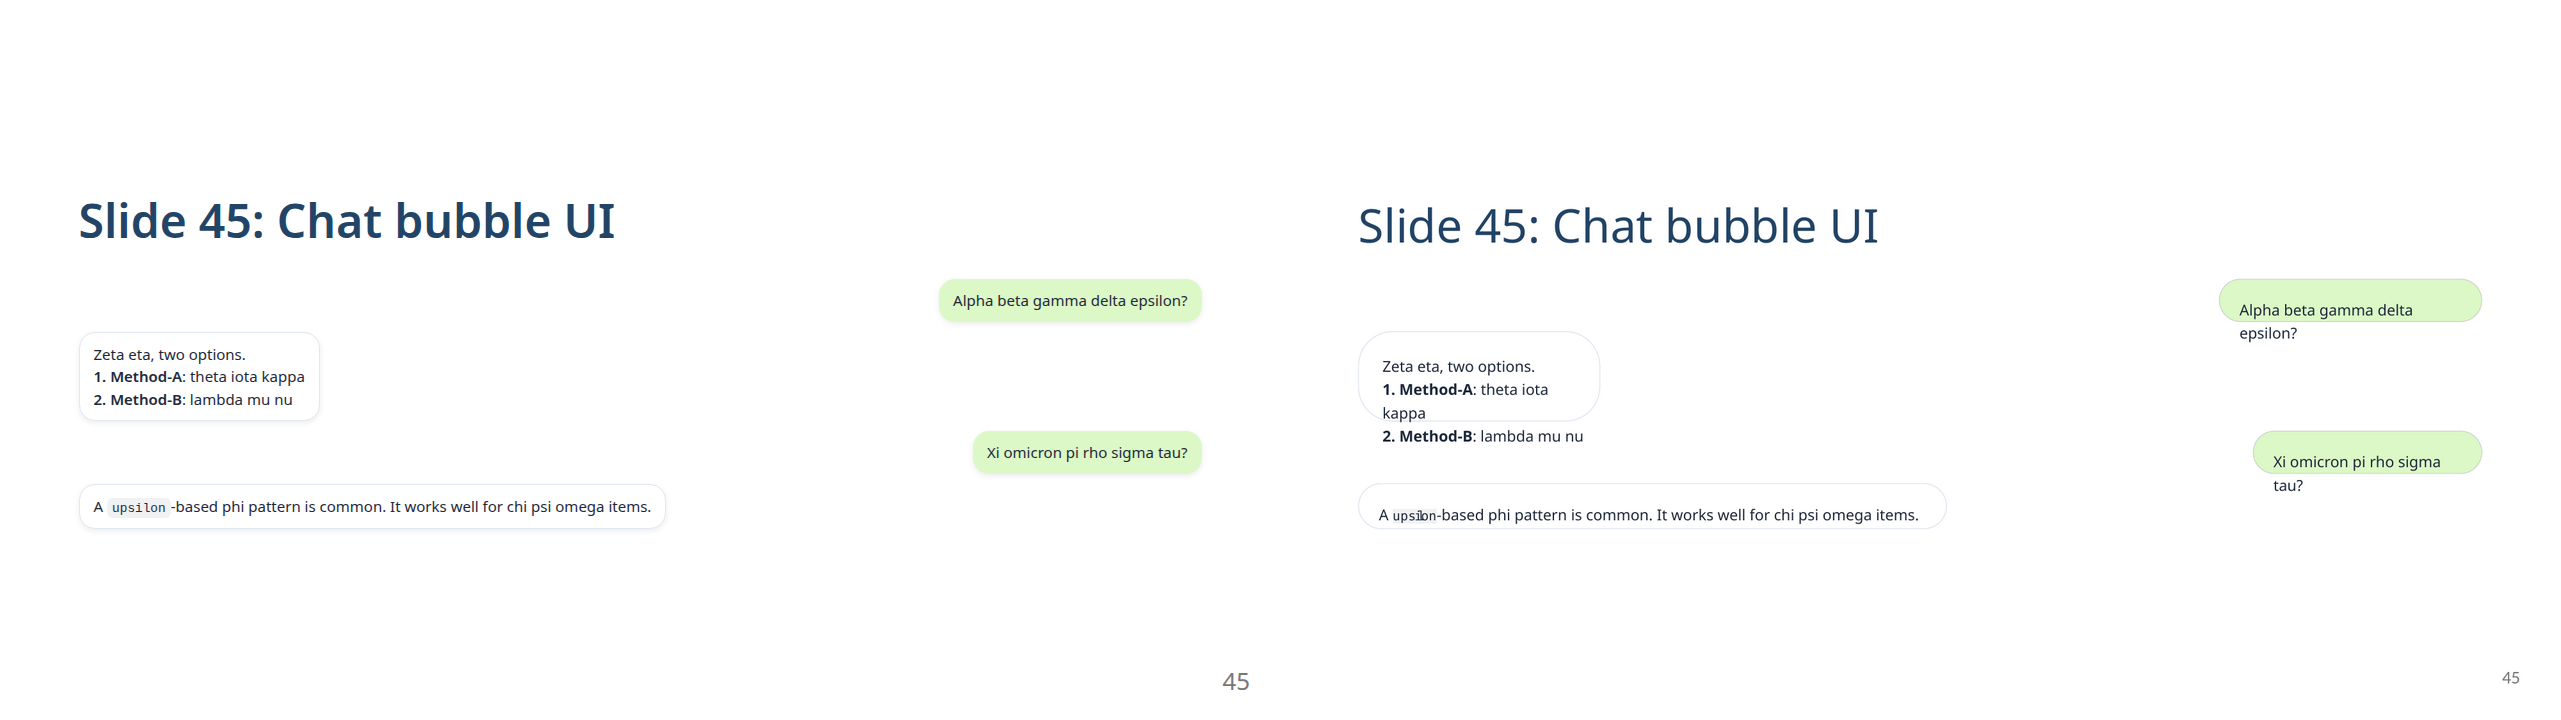 Slide 45: Chat bubble UI
Alpha beta gamma delta epsilon?
Zeta eta, two options.
1. Method-A: theta iota kappa
2. Method-B: lambda mu nu
Xi omicron pi rho sigma tau?
A upsilon-based phi pattern is common. It works well for chi psi omega items.
45
Slide 45: Chat bubble UI
Alpha beta gamma delta
epsilon?
Zeta eta, two options.
1. Method-A: theta iota
kappa
2. Method-B: lambda mu nu
Xi omicron pi rho sigma
tau?
A upsilon-based phi pattern is common. It works well for chi psi omega items.
45